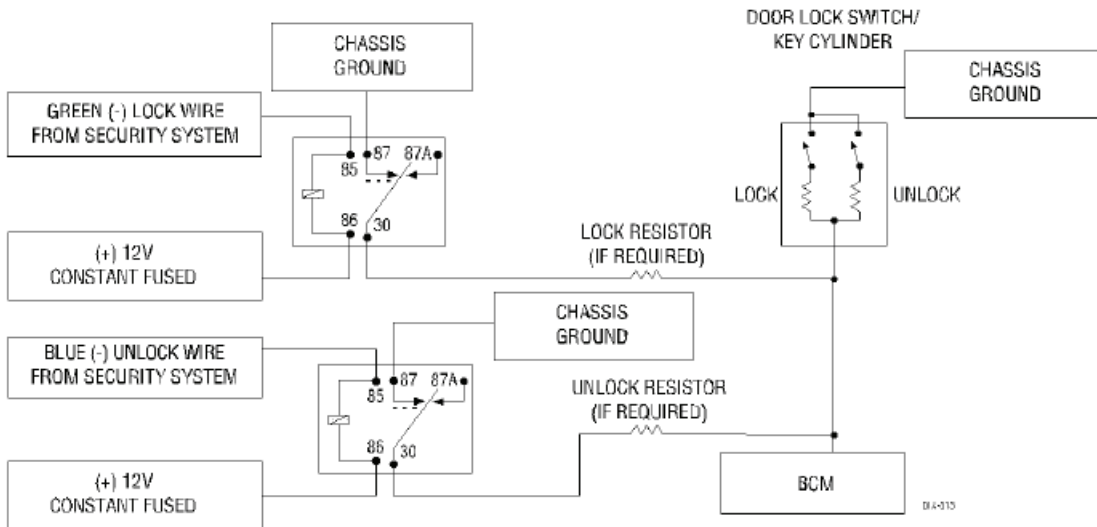 DOOR LOCK SWITCH/
KEY CYLINDER
CHASSIS
GROUND
CHASSIS
GROUND
GREEN (-) LOCK WIRE
FROM SECURITY SYSTEM
85
87
87A
86
30
LOCK
UNLOCK
(+) 12V
CONSTANT FUSED
LOCK RESISTOR
(IF REQUIRED)
CHASSIS
GROUND
BLUE (-) UNLOCK WIRE
FROM SECURITY SYSTEM
85
87
87A
86
30
UNLOCK RESISTOR
(IF REQUIRED)
(+) 12V
CONSTANT FUSED
BCM